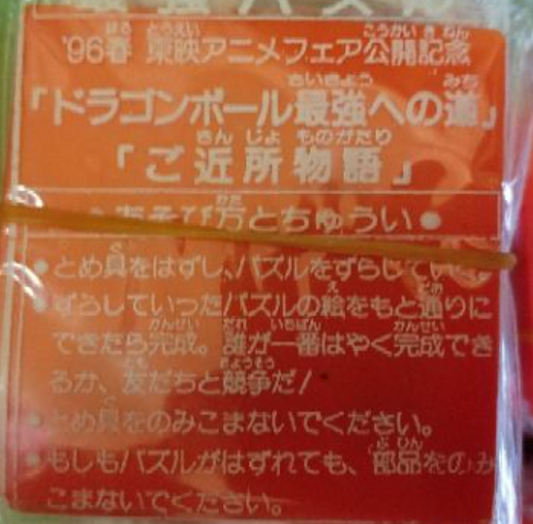 '96春 東映アニメフェア公開記念
「ドラゴンボール最強への道」
「ご近所物語」
●あそび方とちゅうい●
●とめ具をはずし、パズルをずらして
●ずらしていったパズルの絵をもと通りに
できたら完成。誰が一番はやく完成でき
るか、友だちと競争だ!
●とめ具をのみこまないでください。
●もしもパズルがはずれても、部品をのみ
こまないでください。